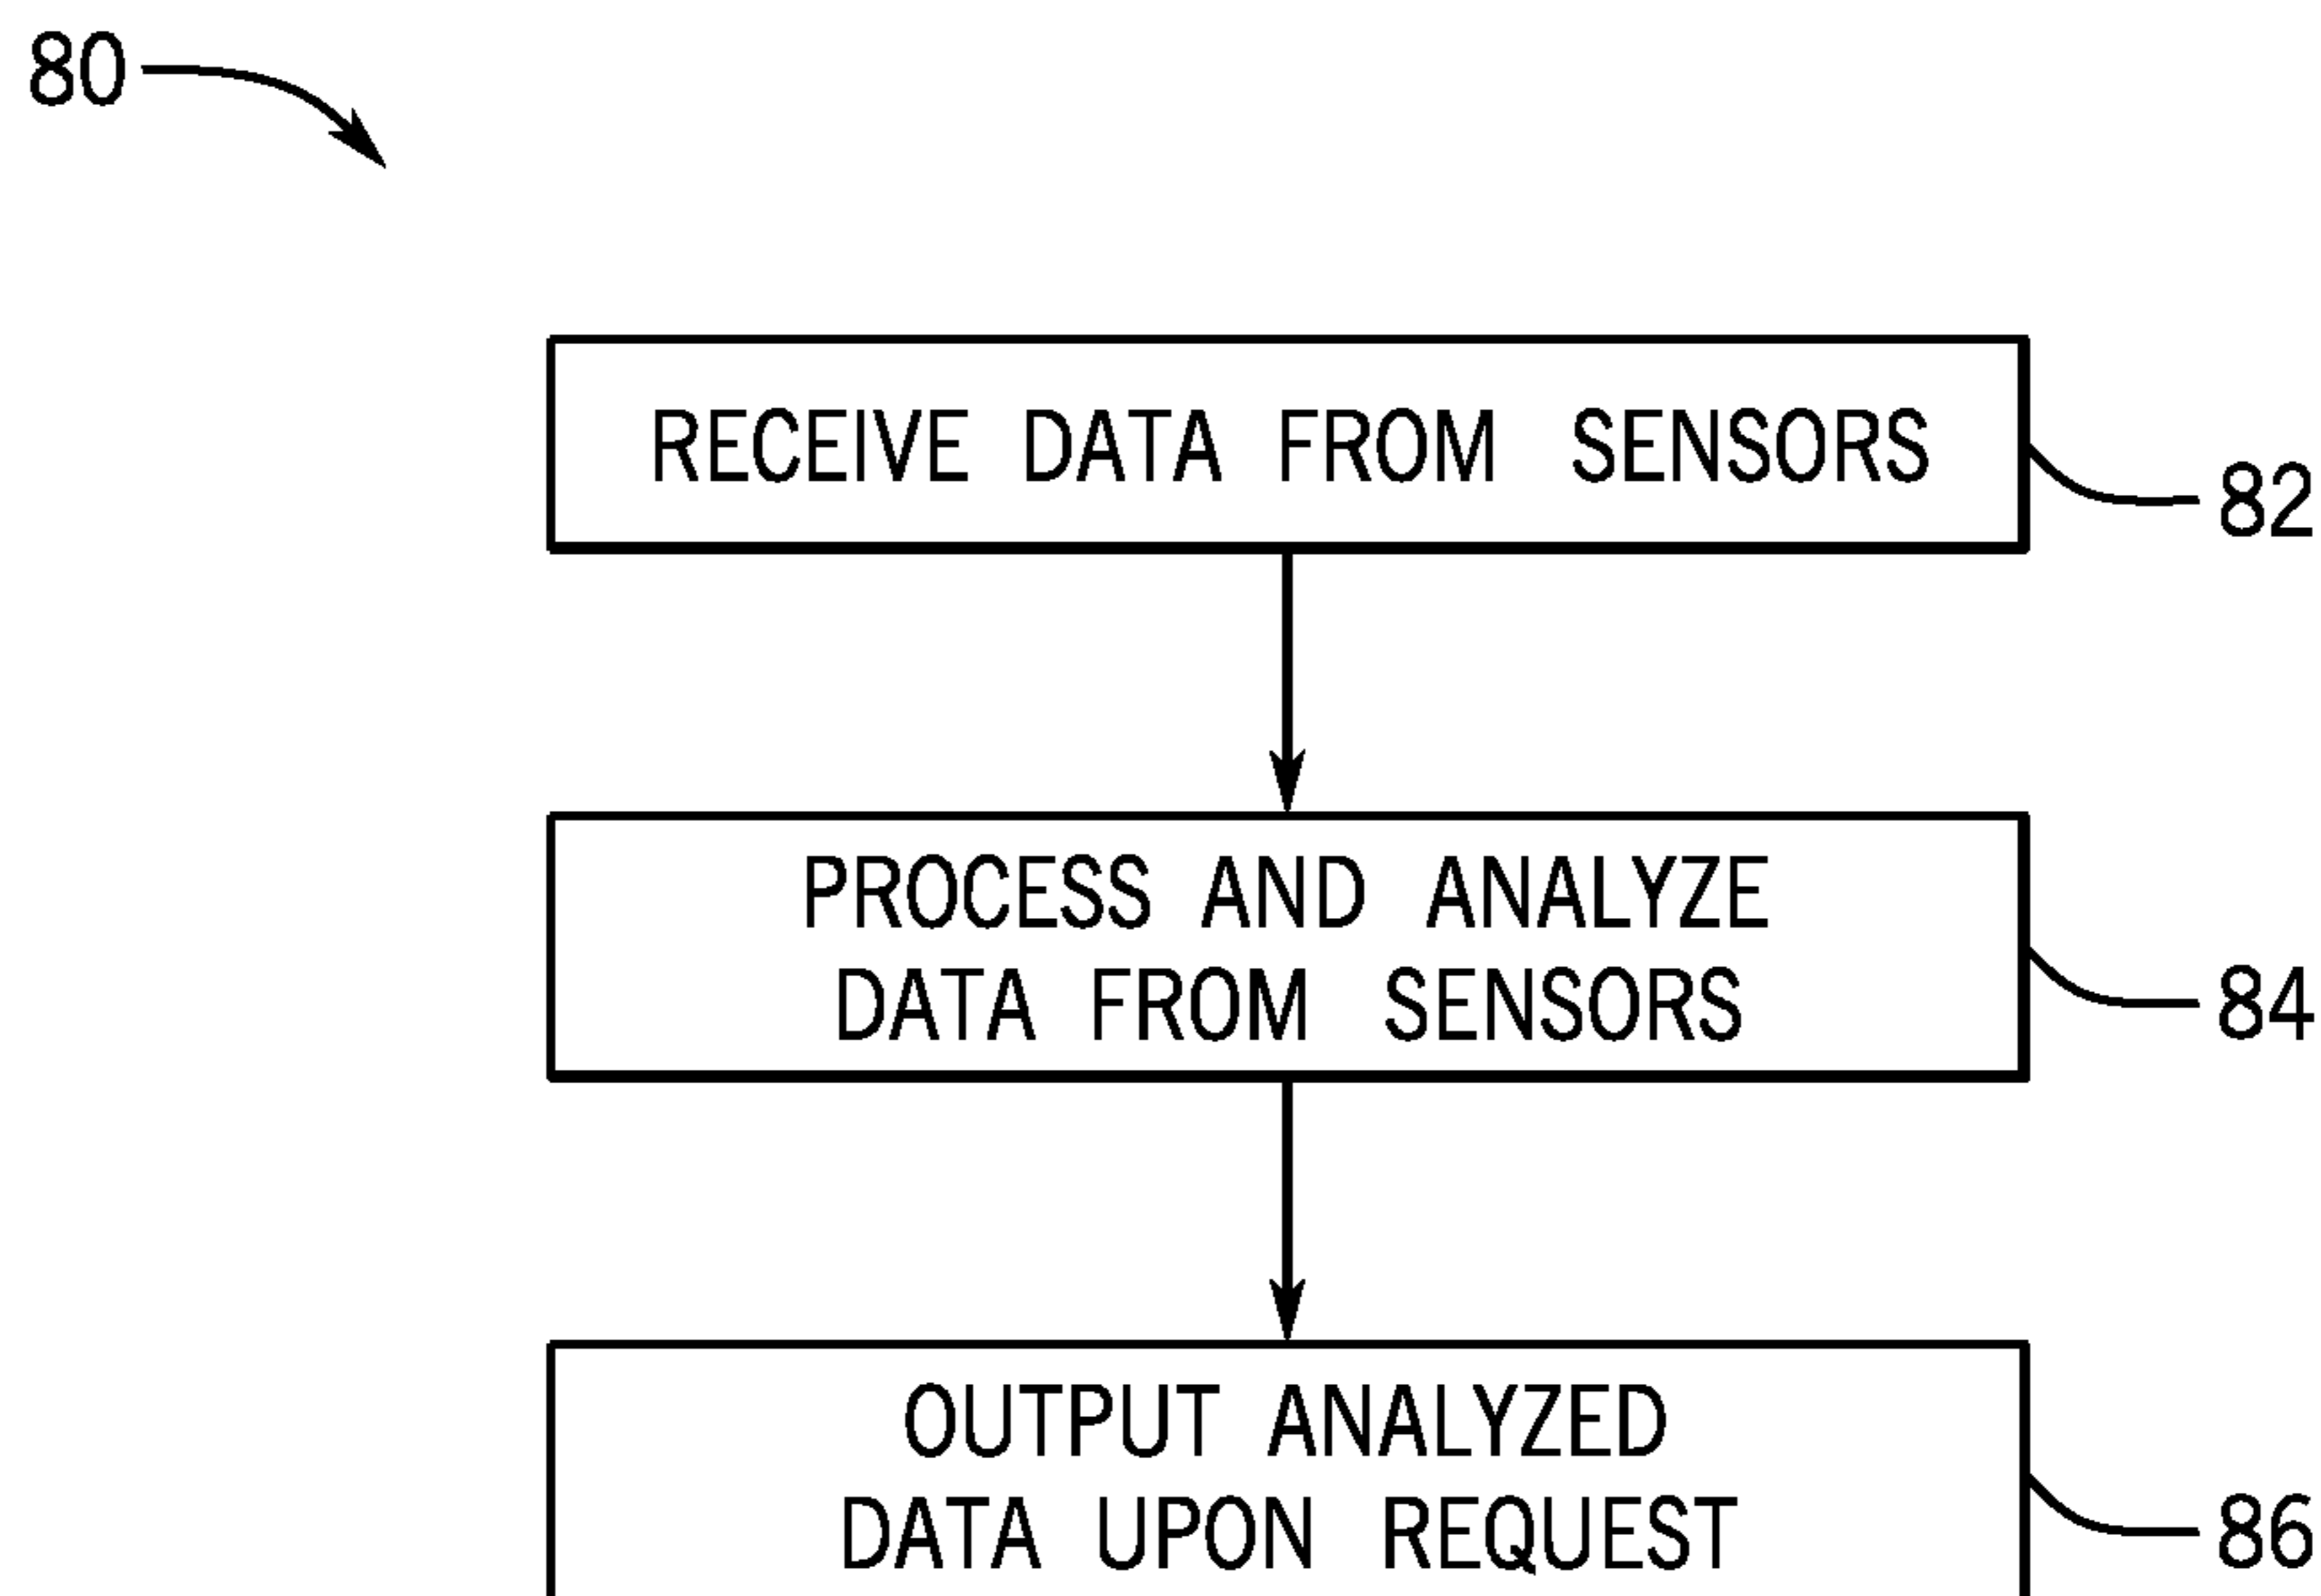 80
RECEIVE DATA FROM SENSORS
82
PROCESS AND ANALYZE
DATA FROM SENSORS
84
OUTPUT ANALYZED
DATA UPON REQUEST
86